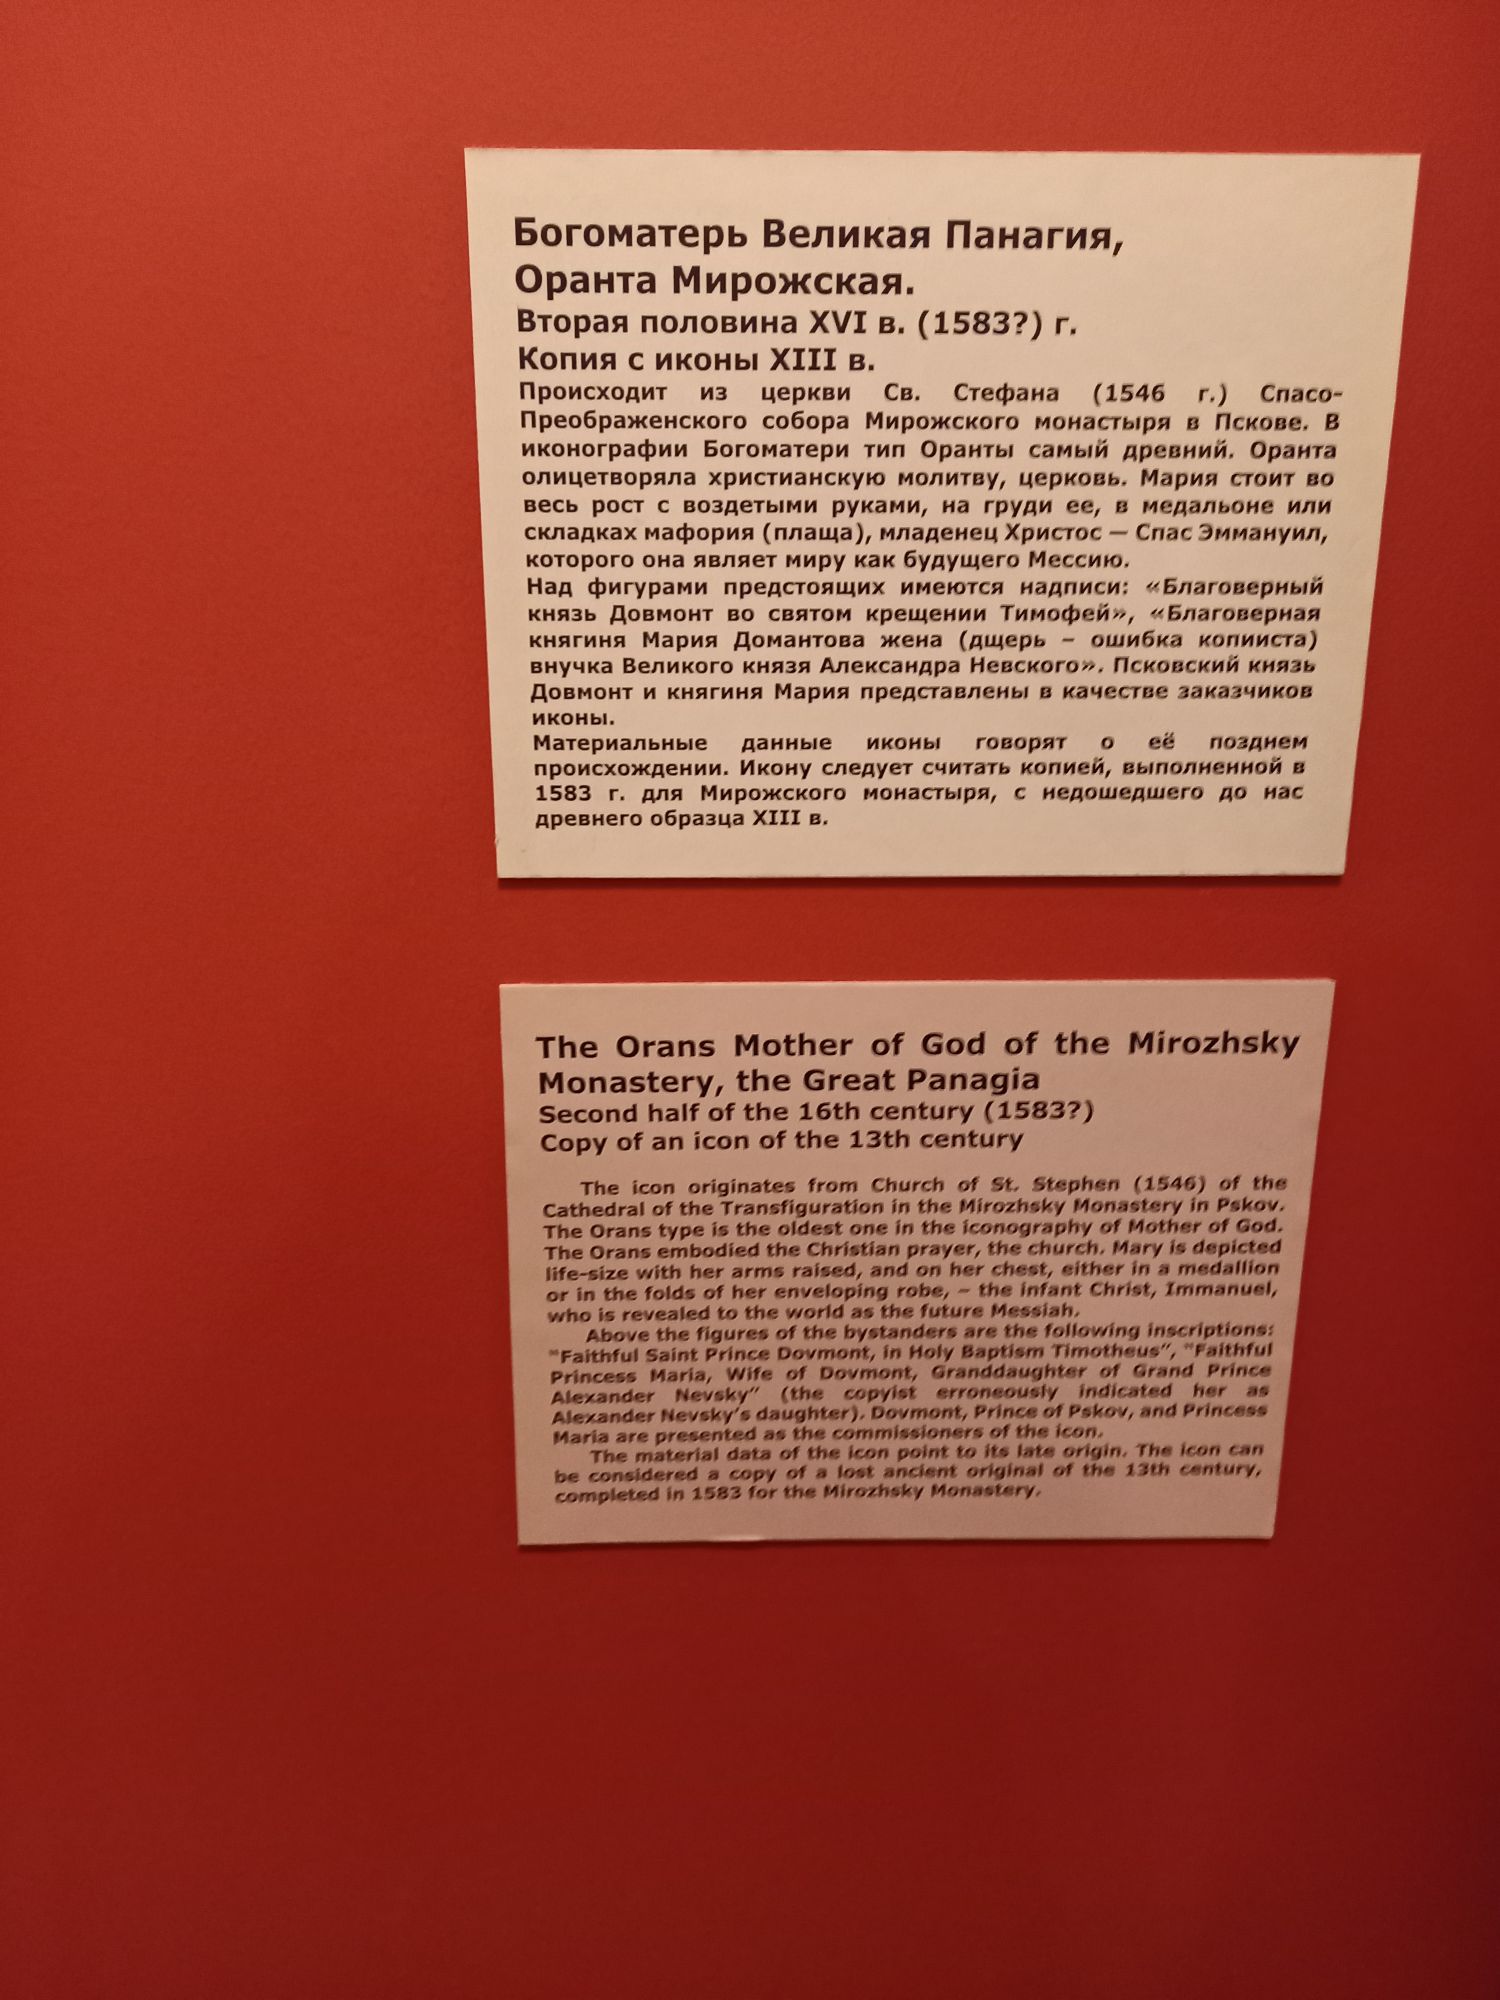 Богоматерь Великая Панагия,
Оранта Мирожская.
Вторая половина XVI в. (1583?) г.
Копия с иконы XIII в.
Происходит из церкви Св. Стефана (1546 г.) Спасо-
Преображенского собора Мирожского монастыря в Пскове. В
иконографии Богоматери тип Оранты самый древний. Оранта
олицетворяла христианскую молитву, церковь. Мария стоит во
весь рост с воздетыми руками, на груди ее, в медальоне или
складках мафория (плаща), младенец Христос — Спас Эммануил,
которого она являет миру как будущего Мессию.
Над фигурами предстоящих имеются надписи: «Благоверный
князь Довмонт во святом крещении Тимофей», «Благоверная
княгиня Мария Домантова жена (дщерь – ошибка копииста)
внучка Великого князя Александра Невского». Псковский князь
Довмонт и княгиня Мария представлены в качестве заказчиков
иконы.
Материальные данные иконы говорят о её позднем
происхождении. Икону следует считать копией, выполненной в
1583 г. для Мирожского монастыря, с недошедшего до нас
древнего образца XIII в.
The Orans Mother of God of the Mirozhsky
Monastery, the Great Panagia
Second half of the 16th century (1583?)
Copy of an icon of the 13th century
The icon originates from Church of St. Stephen (1546) of the
Cathedral of the Transfiguration in the Mirozhsky Monastery in Pskov.
The Orans type is the oldest one in the iconography of Mother of God.
The Orans embodied the Christian prayer, the church. Mary is depicted
life-size with her arms raised, and on her chest, either in a medallion
or in the folds of her enveloping robe, – the infant Christ, Immanuel,
who is revealed to the world as the future Messiah.
Above the figures of the bystanders are the following inscriptions:
"Faithful Saint Prince Dovmont, in Holy Baptism Timotheus", "Faithful
Princess Maria, Wife of Dovmont, Granddaughter of Grand Prince
Alexander Nevsky" (the copyist erroneously indicated her as
Alexander Nevsky's daughter). Dovmont, Prince of Pskov, and Princess
Maria are presented as the commissioners of the icon.
The material data of the icon point to its late origin. The icon can
be considered a copy of a lost ancient original of the 13th century,
completed in 1583 for the Mirozhsky Monastery.